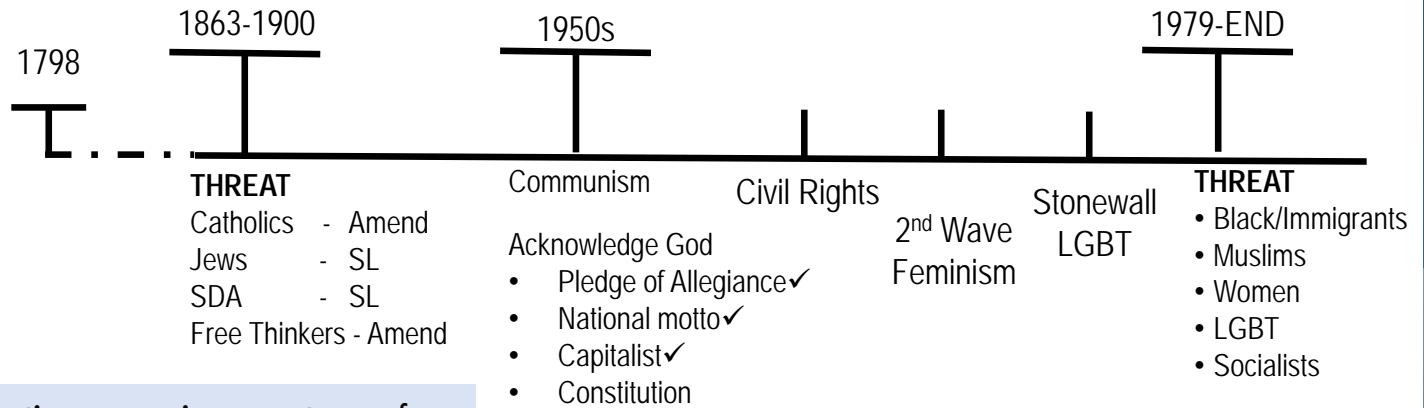 1798
1863-1900
1950s
1979-END
THREAT
Catholics - Amend
Jews - SL
SDA - SL
Free Thinkers - Amend
Communism
Acknowledge God
• Pledge of Allegiance✓
• National motto✓
• Capitalist✓
• Constitution
Civil Rights
2nd Wave
Feminism
Stonewall
LGBT
THREAT
• Black/Immigrants
• Muslims
• Women
• LGBT
• Socialists